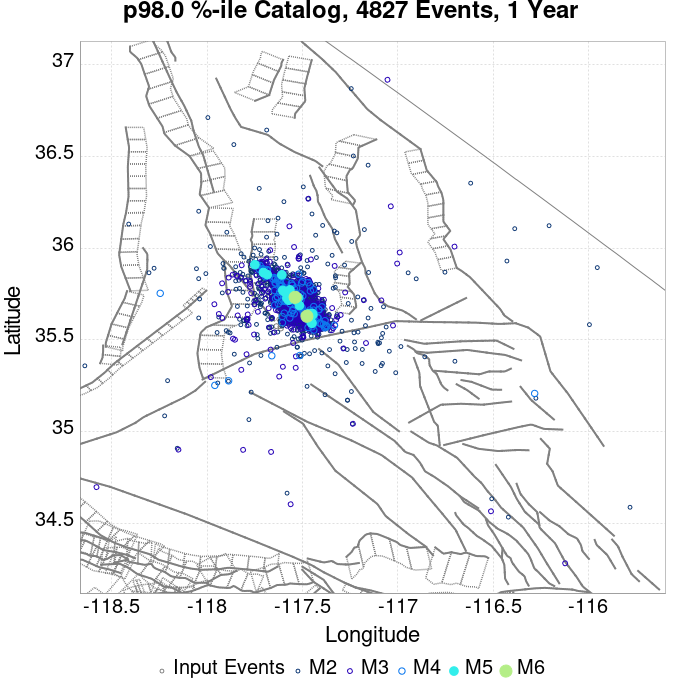 p98.0 %-ile Catalog, 4827 Events, 1 Year
37
36.5
36
35.5
35
34.5
Latitude
-118.5 -118 -117.5 -117 -116.5 -116
Longitude
Input Events M2 M3 M4 M5 M6